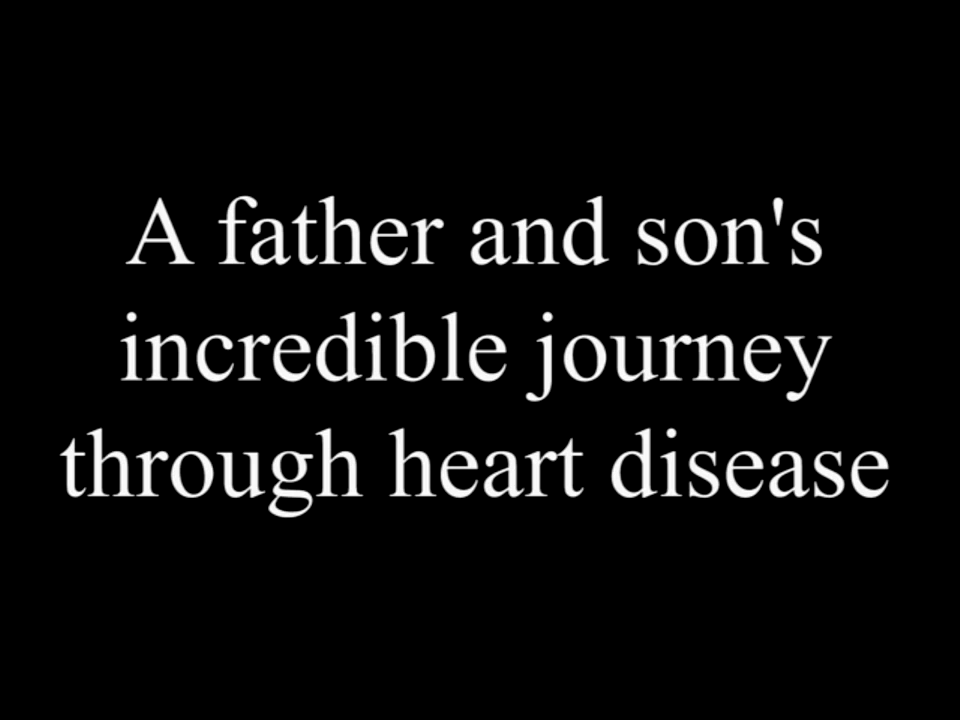 A father and son's
incredible journey
through heart disease